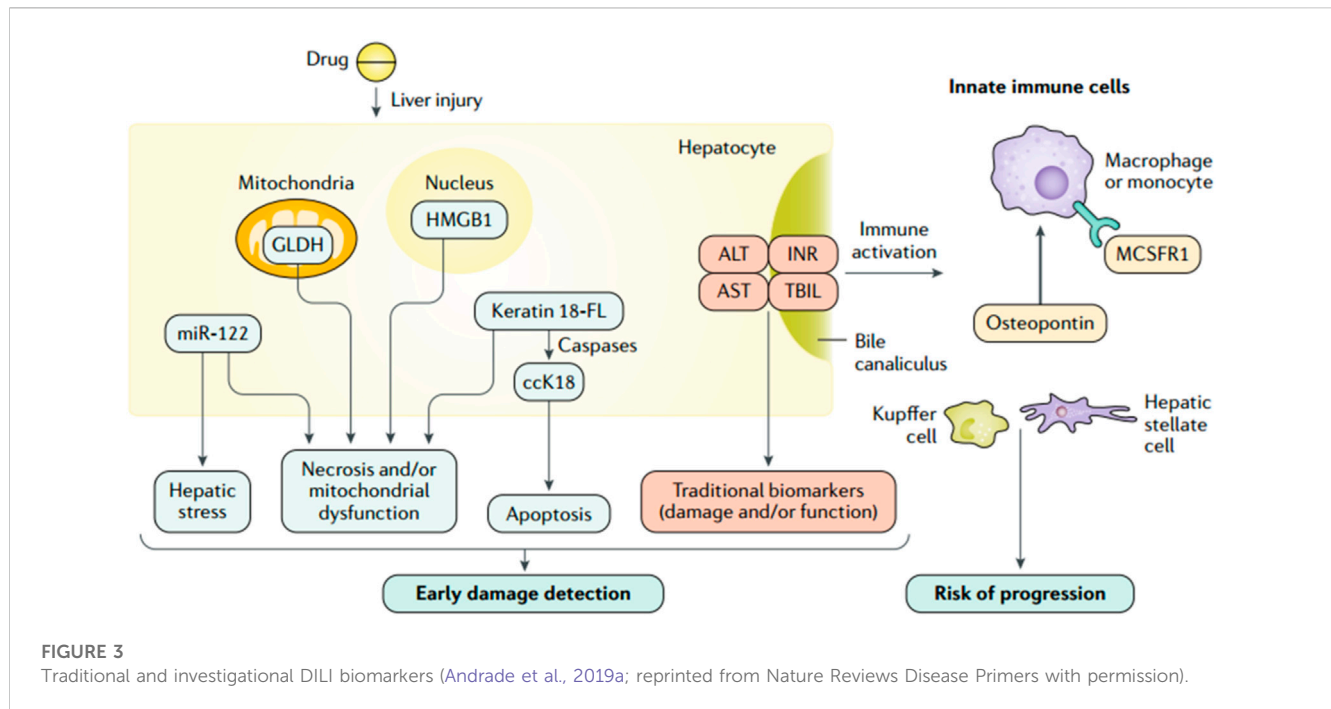 Drug
Liver injury
Hepatocyte
Mitochondria
GLDH
Nucleus
HMGB1
miR-122
Keratin 18-FL
Caspases
ccK18
ALT
INR
AST
TBIL
Immune
activation
Bile
canaliculus
Innate immune cells
Macrophage
or monocyte
MCSFR1
Osteopontin
Kupffer
cell
Hepatic
stellate
cell
Hepatic
stress
Necrosis and/or
mitochondrial
dysfunction
Apoptosis
Traditional biomarkers
(damage and/or function)
Early damage detection
Risk of progression
FIGURE 3
Traditional and investigational DILI biomarkers (Andrade et al., 2019a; reprinted from Nature Reviews Disease Primers with permission).